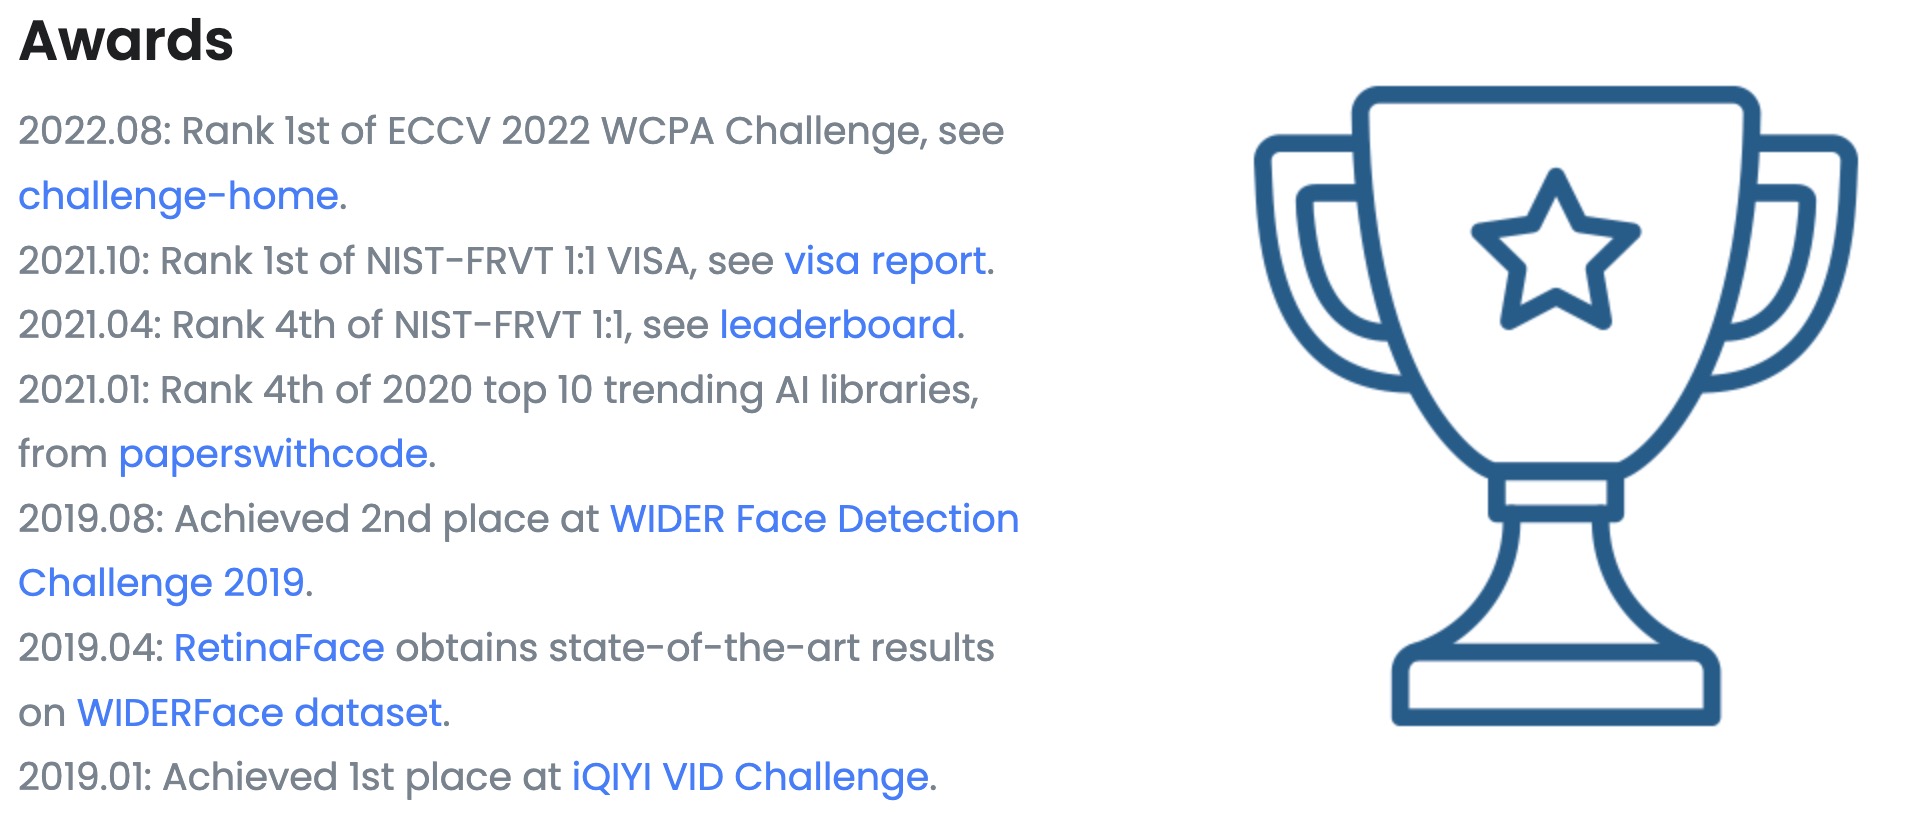 Awards
2022.08: Rank 1st of ECCV 2022 WCPA Challenge, see
challenge-home.
2021.10: Rank 1st of NIST-FRVT 1:1 VISA, see visa report.
2021.04: Rank 4th of NIST-FRVT 1:1, see leaderboard.
2021.01: Rank 4th of 2020 top 10 trending AI libraries,
from paperswithcode.
2019.08: Achieved 2nd place at WIDER Face Detection
Challenge 2019.
2019.04: RetinaFace obtains state-of-the-art results
on WIDERFace dataset.
2019.01: Achieved 1st place at iQIYI VID Challenge.